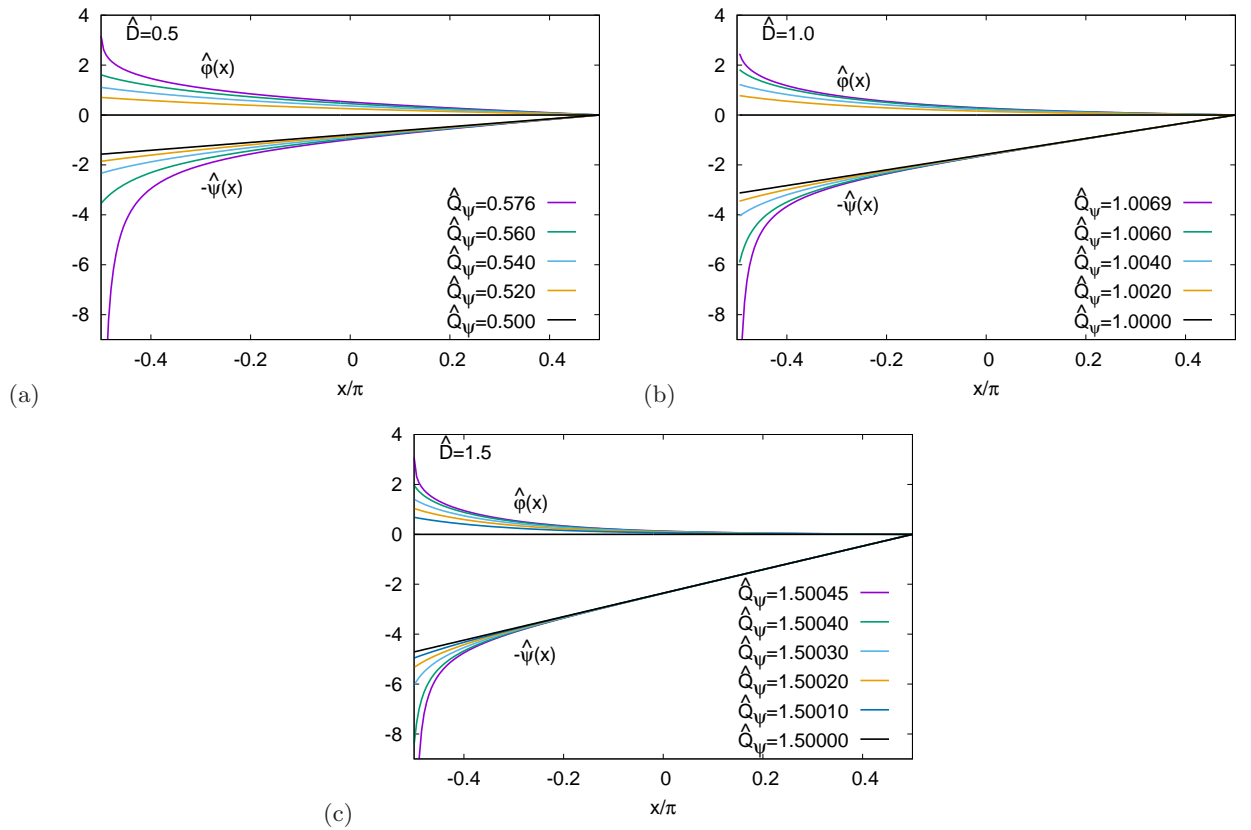 D̂=0.5
φ̂(x)
-ψ̂(x)
Q̂ψ=0.576
Q̂ψ=0.560
Q̂ψ=0.540
Q̂ψ=0.520
Q̂ψ=0.500
4
2
0
-2
-4
-6
-8
-0.4 -0.2 0 0.2 0.4
x/π
(a)
D̂=1.0
φ̂(x)
-ψ̂(x)
Q̂ψ=1.0069
Q̂ψ=1.0060
Q̂ψ=1.0040
Q̂ψ=1.0020
Q̂ψ=1.0000
4
2
0
-2
-4
-6
-8
-0.4 -0.2 0 0.2 0.4
x/π
(b)
D̂=1.5
φ̂(x)
-ψ̂(x)
Q̂ψ=1.50045
Q̂ψ=1.50040
Q̂ψ=1.50030
Q̂ψ=1.50020
Q̂ψ=1.50010
Q̂ψ=1.50000
4
2
0
-2
-4
-6
-8
-0.4 -0.2 0 0.2 0.4
x/π
(c)